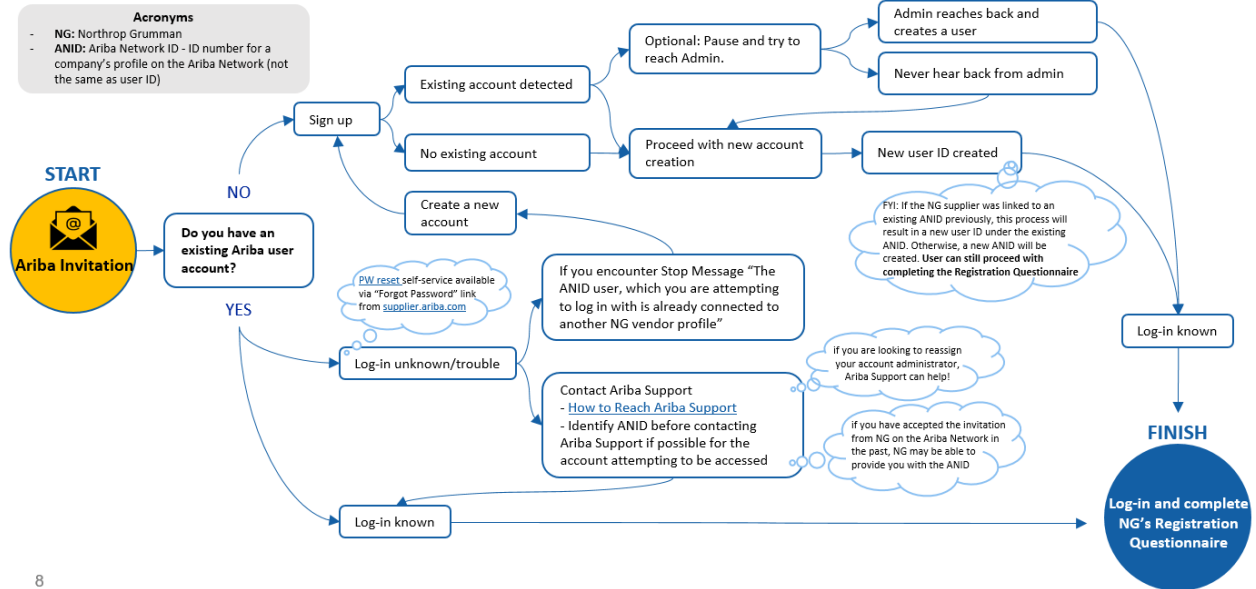 Acronyms
- NG: Northrop Grumman
- ANID: Ariba Network ID - ID number for a
company's profile on the Ariba Network (not
the same as user ID)
START
Ariba Invitation
Do you have an
existing Ariba user
account?
NO
YES
Sign up
Existing account detected
No existing account
Create a new
account
Optional: Pause and try to
reach Admin.
Admin reaches back and
creates a user
Never hear back from admin
Proceed with new account
creation
New user ID created
FYI: If the NG supplier was linked to an
existing ANID previously, this process will
result in a new user ID under the existing
ANID. Otherwise, a new ANID will be
created. User can still proceed with
completing the Registration Questionnaire
PW reset self-service available
via "Forgot Password" link
from supplier.ariba.com
Log-in unknown/trouble
If you encounter Stop Message “The
ANID user, which you are attempting
to log in with is already connected to
another NG vendor profile”
Contact Ariba Support
- How to Reach Ariba Support
- Identify ANID before contacting
Ariba Support if possible for the
account attempting to be accessed
if you are looking to reassign
your account administrator,
Ariba Support can help!
if you have accepted the invitation
from NG on the Ariba Network in
the past, NG may be able to
provide you with the ANID
Log-in known
Log-in known
FINISH
Log-in and complete
NG's Registration
Questionnaire
8